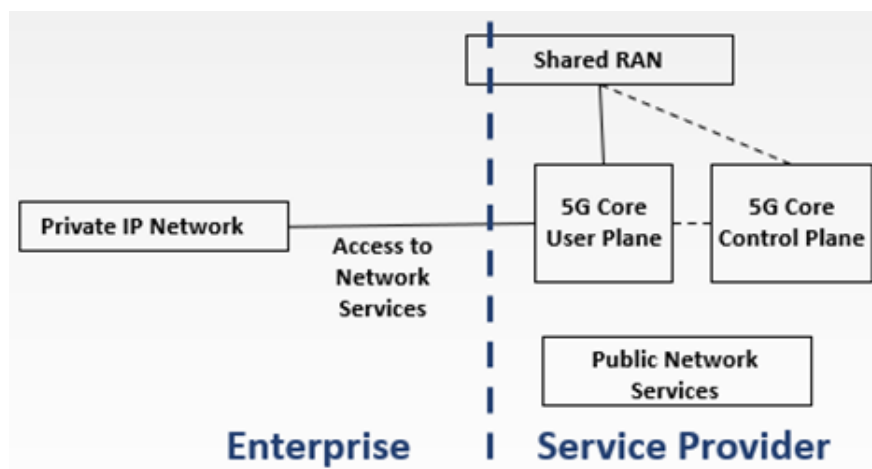 Shared RAN
5G Core
User Plane
5G Core
Control Plane
Private IP Network
Access to
Network
Services
Public Network
Services
Enterprise
Service Provider